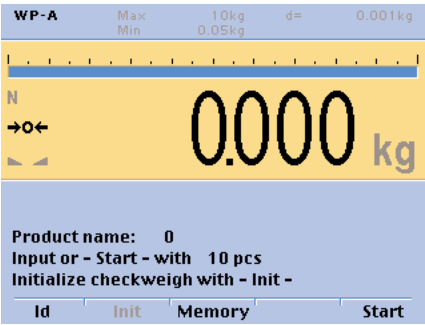 WP-A Max 10kg d= 0.001kg
Min 0.05kg
N
→0←
0.000 kg
Product name: 0
Input or - Start - with 10 pcs
Initialize checkweigh with - Init -
Id Init Memory Start